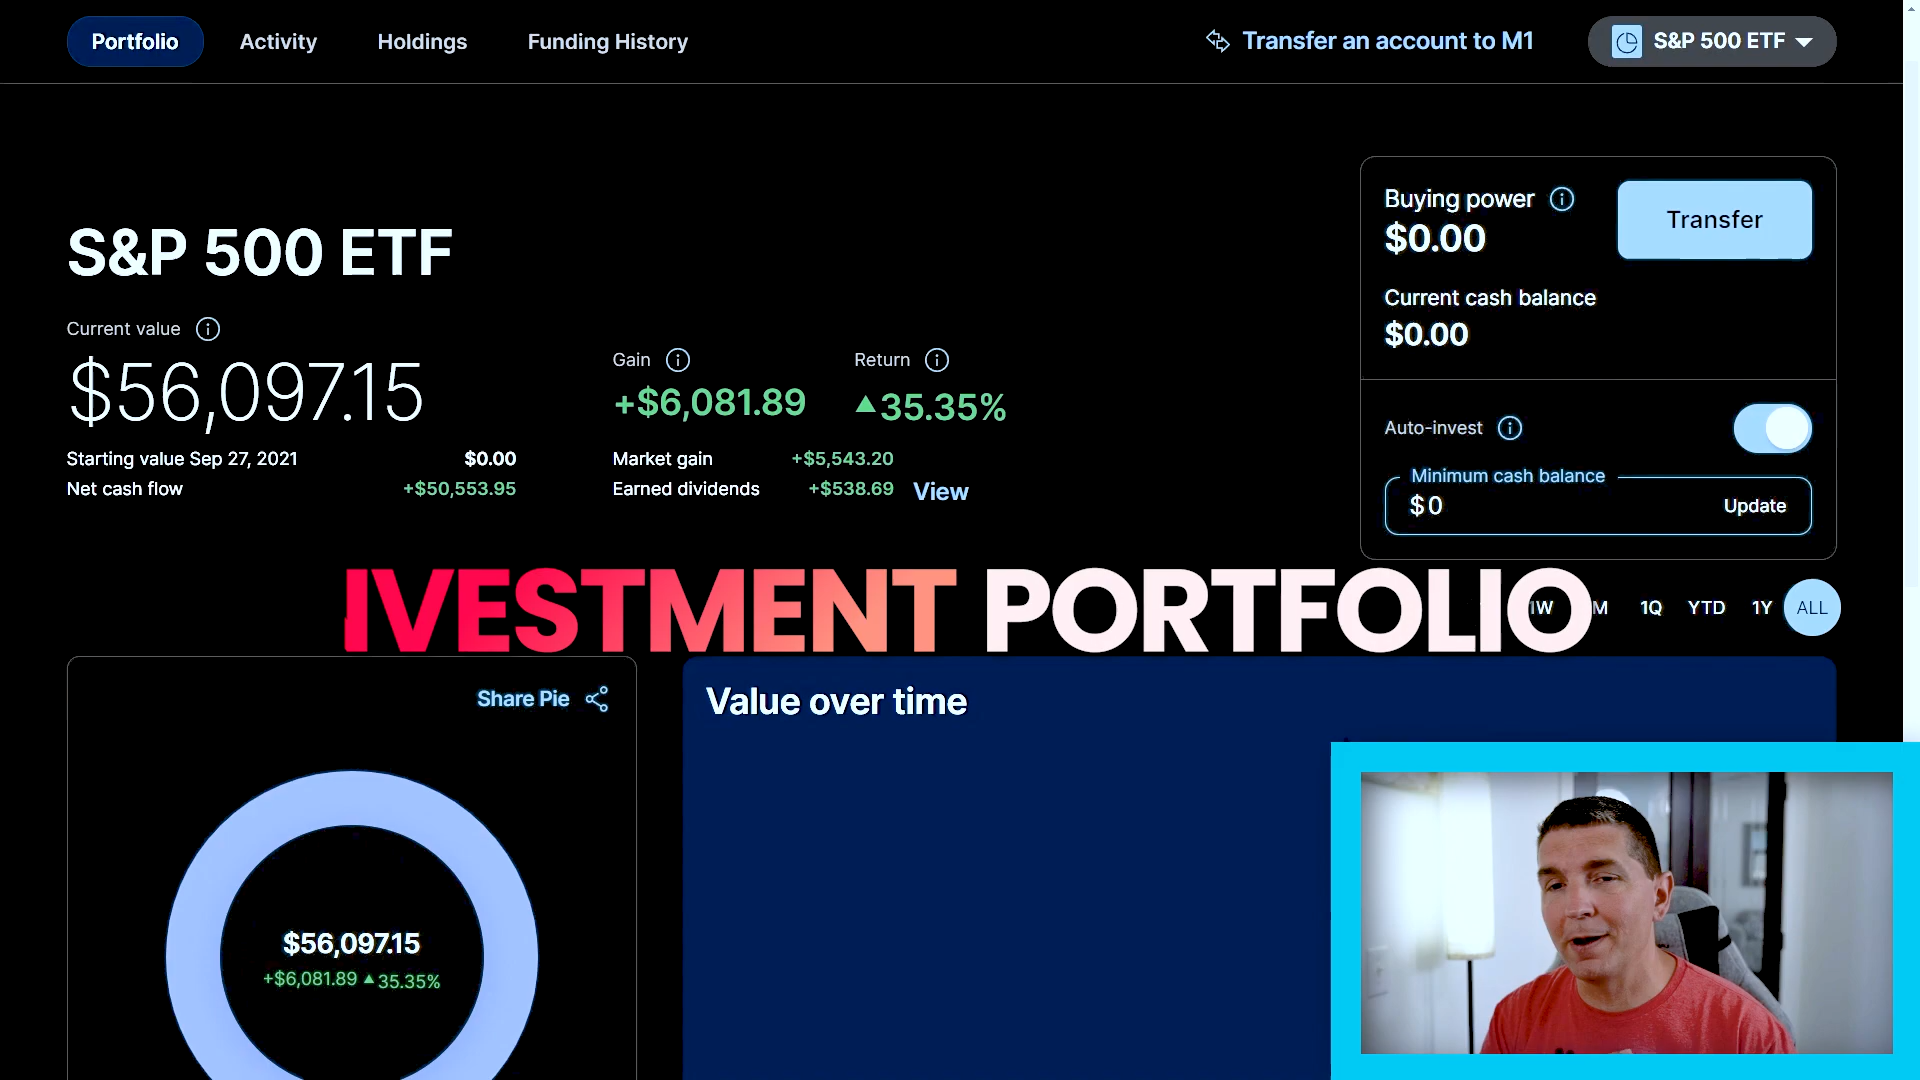 Portfolio
Activity
Holdings
Funding History
Transfer an account to M1
S&P 500 ETF
S&P 500 ETF
Current value
$56,097.15
Starting value Sep 27, 2021 $0.00
Net cash flow +$50,553.95
Gain
+$6,081.89
Return
35.35%
Market gain +$5,543.20
Earned dividends +$538.69 View
Buying power
$0.00
Transfer
Current cash balance
$0.00
Auto-invest
Minimum cash balance
$0 Update
IVESTMENT PORTFOLIO
1W M 1Q YTD 1Y ALL
Share Pie
Value over time
$56,097.15
+$6,081.89 35.35%